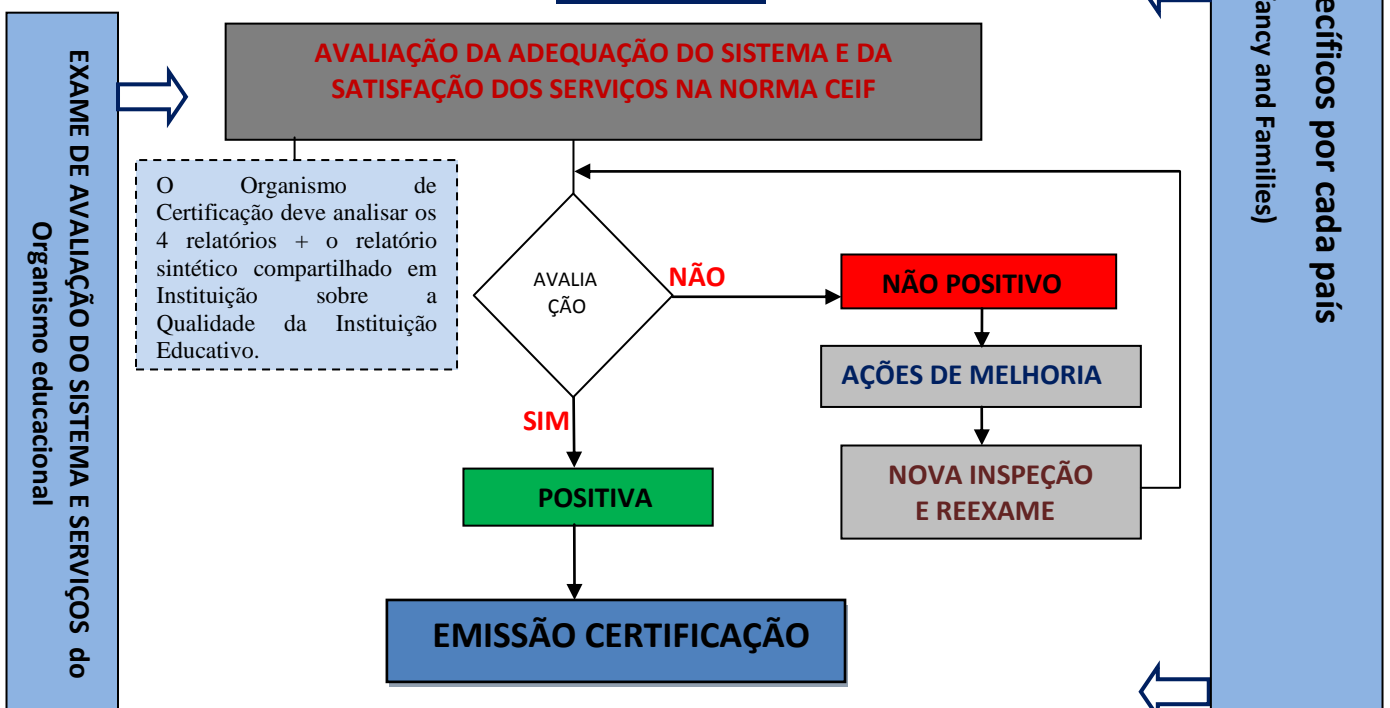 EXAME DE AVALIAÇÃO DO SISTEMA E SERVIÇOS do
Organismo educacional
AVALIAÇÃO DA ADEQUAÇÃO DO SISTEMA E DA
SATISFAÇÃO DOS SERVIÇOS NA NORMA CEIF
O Organismo de
Certificação deve analisar os
4 relatórios + o relatório
sintético compartilhado em
Instituição sobre a
Qualidade da Instituição
Educativo.
AVALIA
ÇÃO
NÃO
NÃO POSITIVO
AÇÕES DE MELHORIA
NOVA INSPEÇÃO
E REEXAME
SIM
POSITIVA
EMISSÃO CERTIFICAÇÃO
por cada país
and Families)